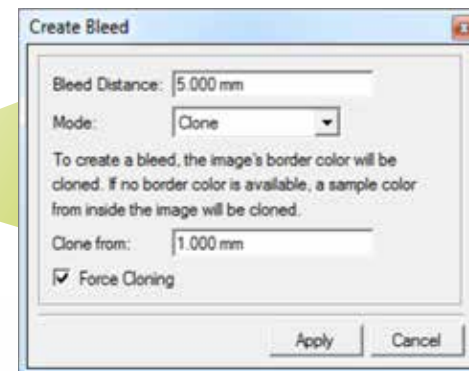 Create Bleed
Bleed Distance: 5.000 mm
Mode: Clone
To create a bleed, the image's border color will be
cloned. If no border color is available, a sample color
from inside the image will be cloned.
Clone from: 1.000 mm
Force Cloning
Apply Cancel